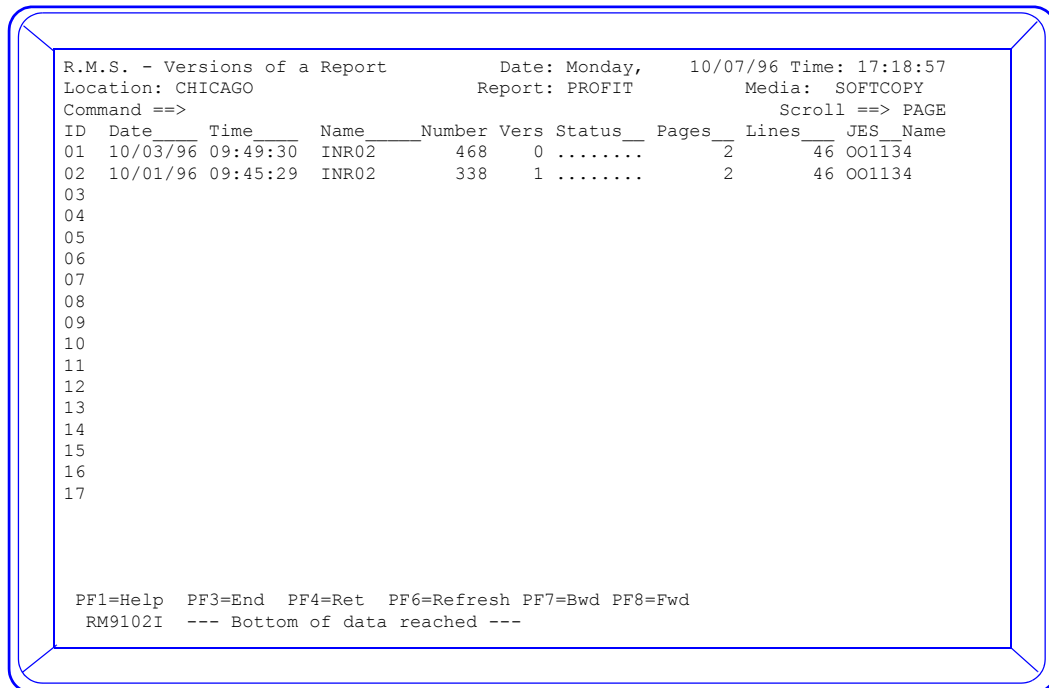 R.M.S. - Versions of a Report Date: Monday, 10/07/96 Time: 17:18:57
Location: CHICAGO Report: PROFIT Media: SOFTCOPY
Command ==> Scroll ==> PAGE
ID Date____ Time____ Name_____Number Vers Status__ Pages__ Lines___ JES__Name
01 10/03/96 09:49:30 INR02 468 0 ........ 2 46 OO1134
02 10/01/96 09:45:29 INR02 338 1 ........ 2 46 OO1134
03
04
05
06
07
08
09
10
11
12
13
14
15
16
17
PF1=Help PF3=End PF4=Ret PF6=Refresh PF7=Bwd PF8=Fwd
RM9102I --- Bottom of data reached ---